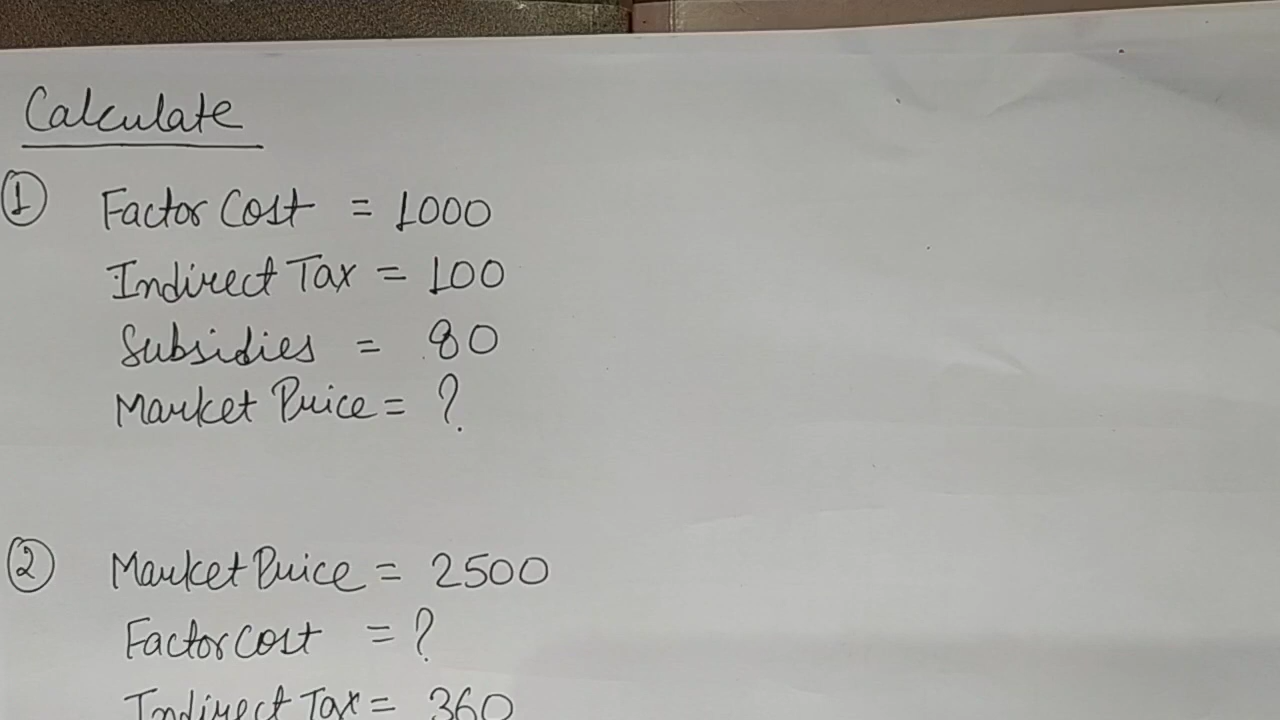 Calculate
① Factor Cost = 1000
Indirect Tax = 100
Subsidies = 80
Market Price = ?
② Market Price = 2500
Factor Cost = ?
Indirect Tax = 360